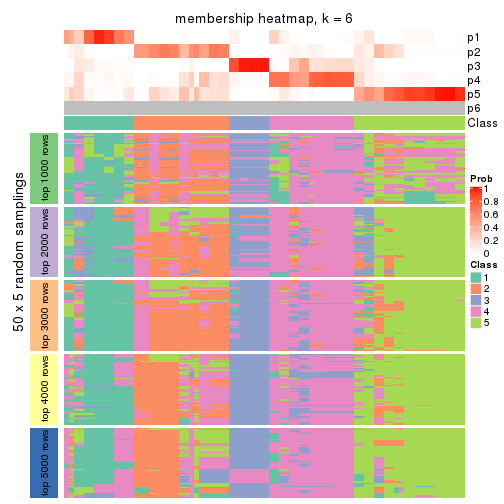 membership heatmap, k = 6
p1
p2
p3
p4
p5
p6
Class
50 x 5 random samplings
top 1000 rows
top 2000 rows
top 3000 rows
top 4000 rows
top 5000 rows
Prob
1
0.8
0.6
0.4
0.2
0
Class
1
2
3
4
5